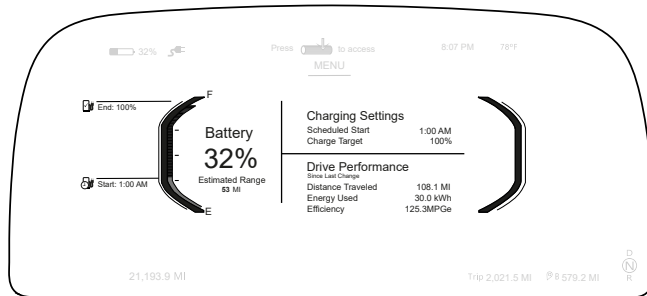 32%
Press to access
8:07 PM
78°F
MENU
F
End: 100%
Start: 1:00 AM
Battery
32%
Estimated Range
53 MI
E
Charging Settings
Scheduled Start 1:00 AM
Charge Target 100%
Drive Performance
Since Last Change
Distance Traveled 108.1 MI
Energy Used 30.0 kWh
Efficiency 125.3MPGe
21,193.9 MI
Trip 2,021.5 MI
B 579.2 MI
D
N
R